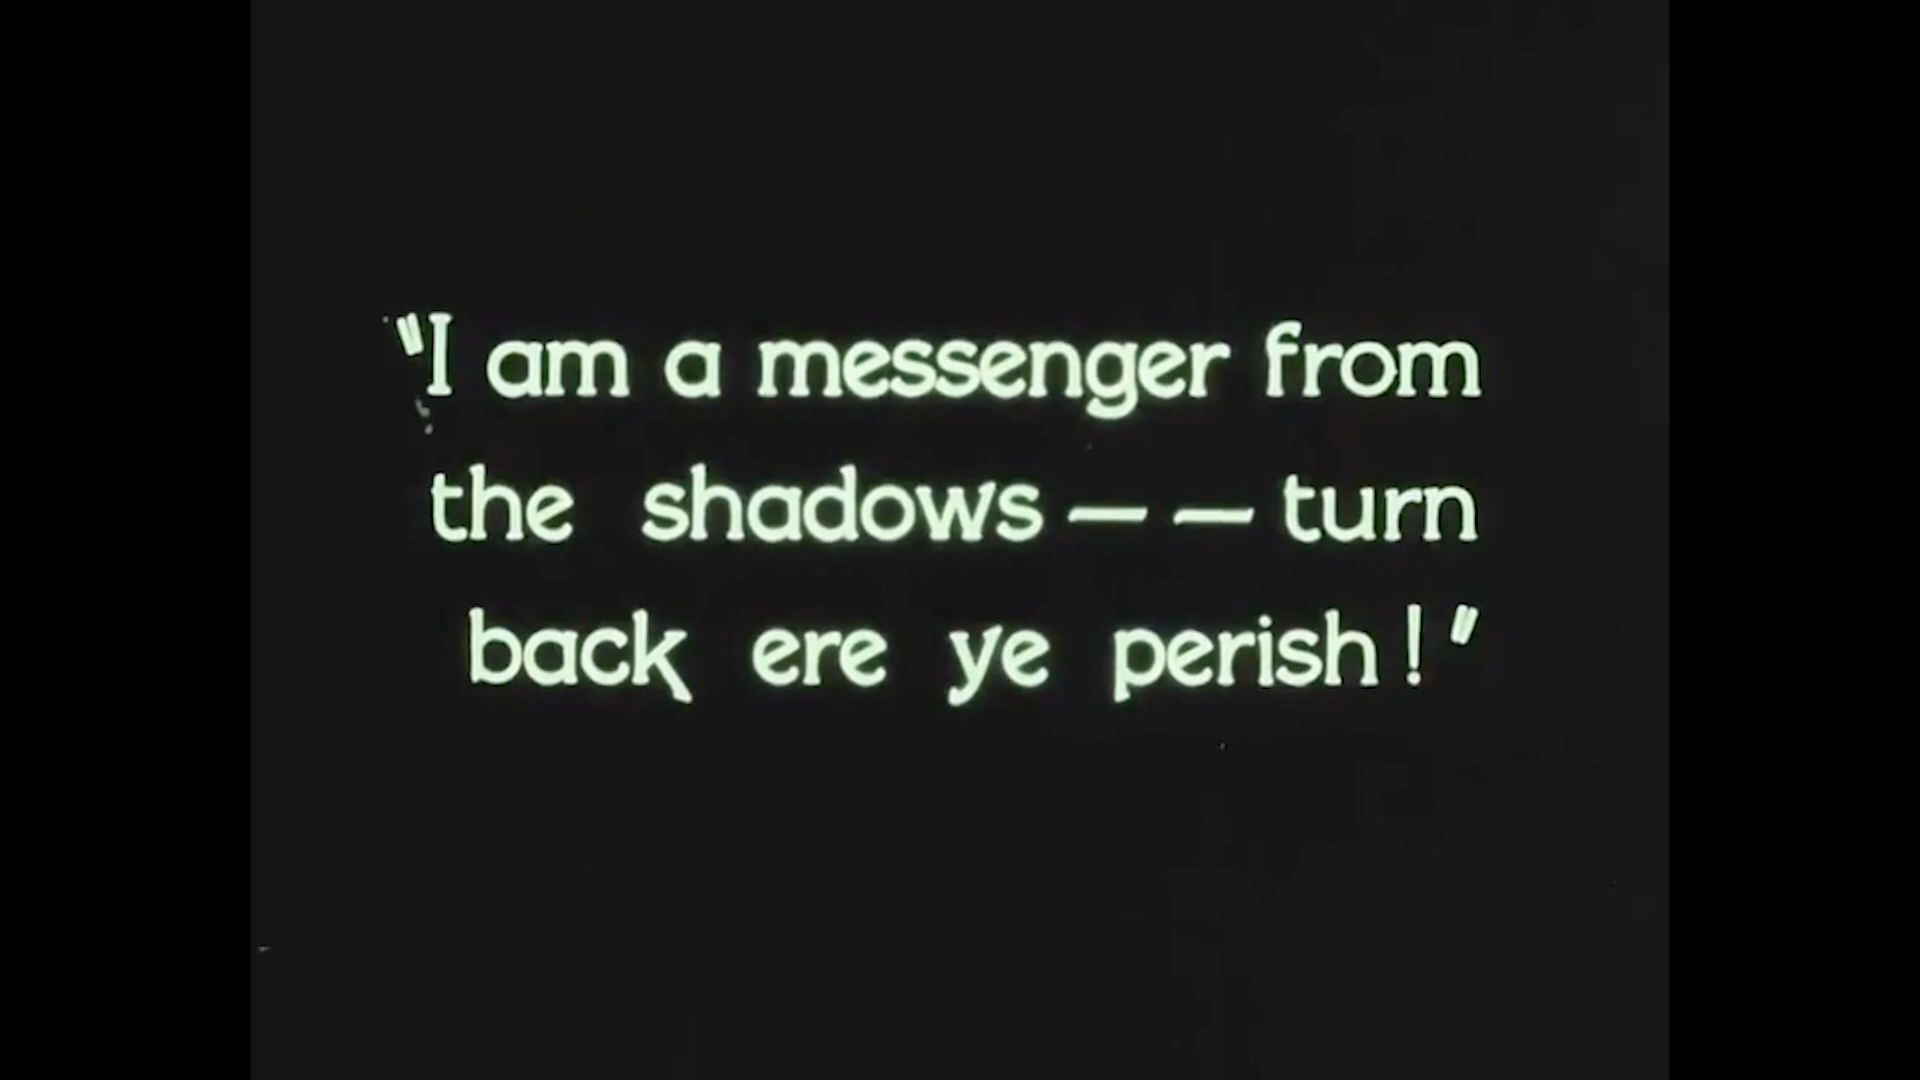 "I am a messenger from
the shadows — — turn
back ere ye perish!"